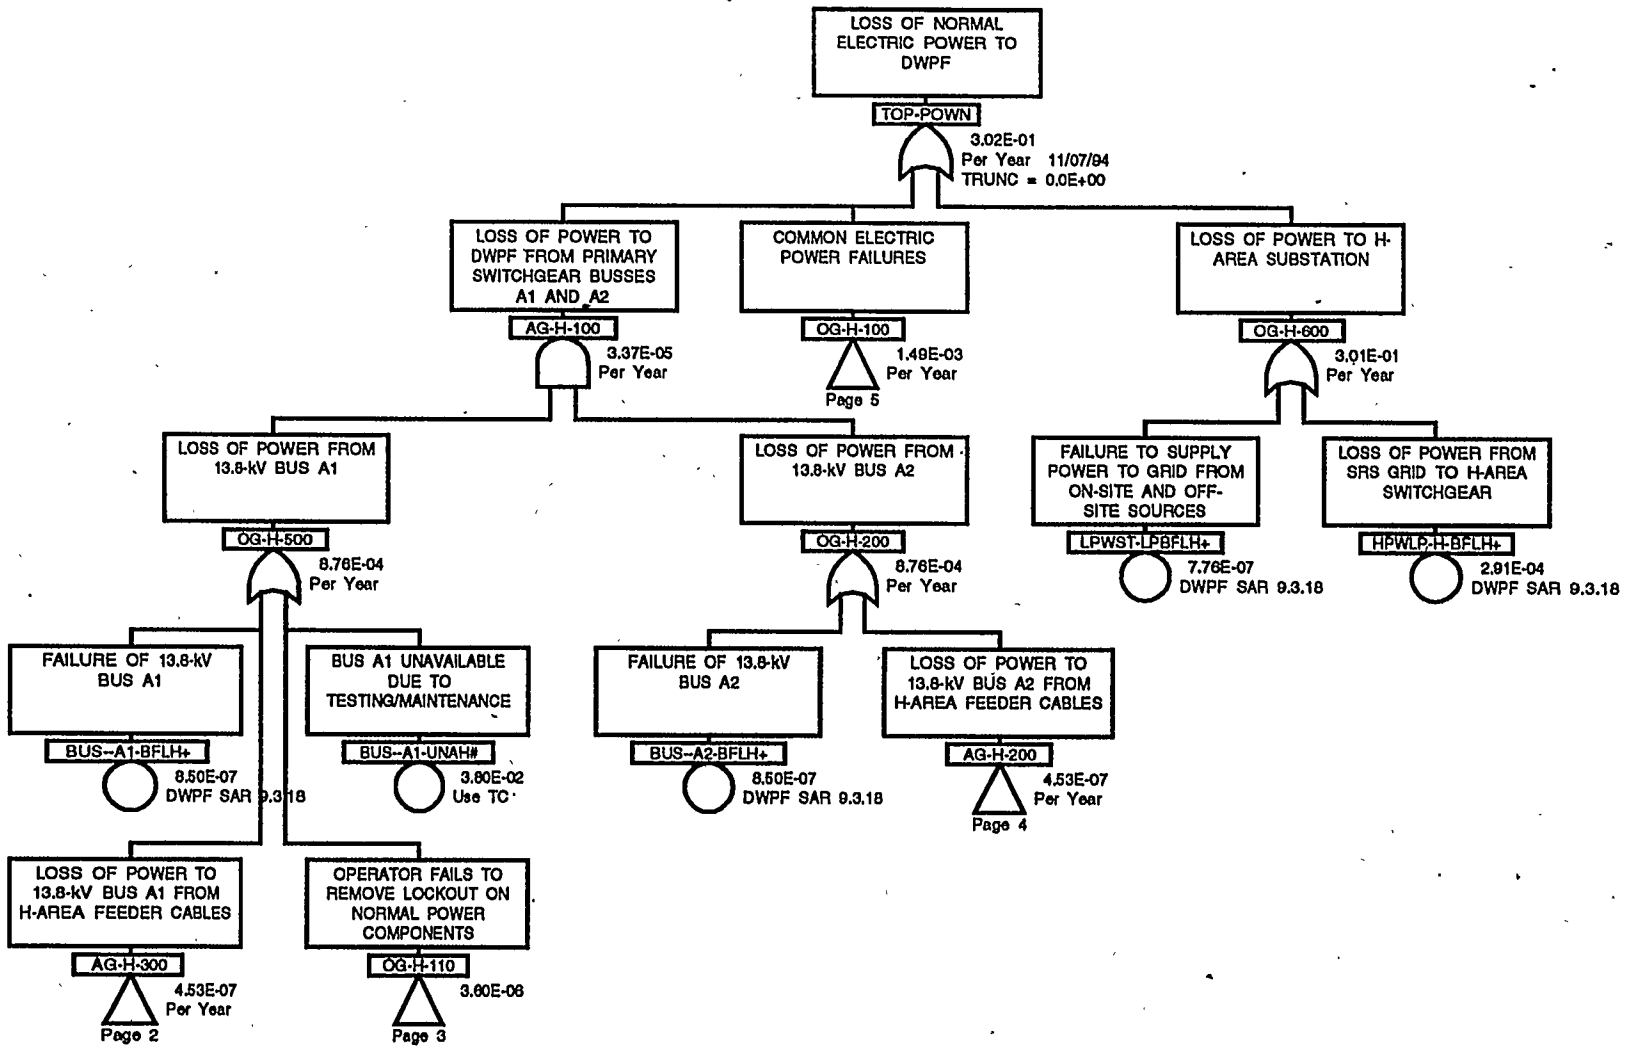 LOSS OF NORMAL
ELECTRIC POWER TO
DWPF
TOP-POWN
3.02E-01
Per Year 11/07/94
TRUNC = 0.0E+00
LOSS OF POWER TO
DWPF FROM PRIMARY
SWITCHGEAR BUSSES
A1 AND A2
AG-H-100
3.37E-05
Per Year
COMMON ELECTRIC
POWER FAILURES
OG-H-100
1.49E-03
Per Year
Page 5
LOSS OF POWER TO H-
AREA SUBSTATION
OG-H-600
3.01E-01
Per Year
LOSS OF POWER FROM
13.8-kV BUS A1
OG-H-500
8.76E-04
Per Year
LOSS OF POWER FROM
13.8-kV BUS A2
OG-H-200
8.76E-04
Per Year
FAILURE TO SUPPLY
POWER TO GRID FROM
ON-SITE AND OFF-
SITE SOURCES
LPWST-LPBFLH+
7.76E-07
DWPF SAR 9.3.18
LOSS OF POWER FROM
SRS GRID TO H-AREA
SWITCHGEAR
HPWLP-H-BFLH+
2.91E-04
DWPF SAR 9.3.18
FAILURE OF 13.8-kV
BUS A1
BUS--A1-BFLH+
8.50E-07
DWPF SAR 9.3.18
BUS A1 UNAVAILABLE
DUE TO
TESTING/MAINTENANCE
BUS--A1-UNAH#
3.80E-02
Use TC
FAILURE OF 13.8-kV
BUS A2
BUS--A2-BFLH+
8.50E-07
DWPF SAR 9.3.18
LOSS OF POWER TO
13.8-kV BUS A2 FROM
H-AREA FEEDER CABLES
AG-H-200
4.53E-07
Per Year
Page 4
LOSS OF POWER TO
13.8-kV BUS A1 FROM
H-AREA FEEDER CABLES
AG-H-300
4.53E-07
Per Year
Page 2
OPERATOR FAILS TO
REMOVE LOCKOUT ON
NORMAL POWER
COMPONENTS
OG-H-110
3.60E-06
Page 3